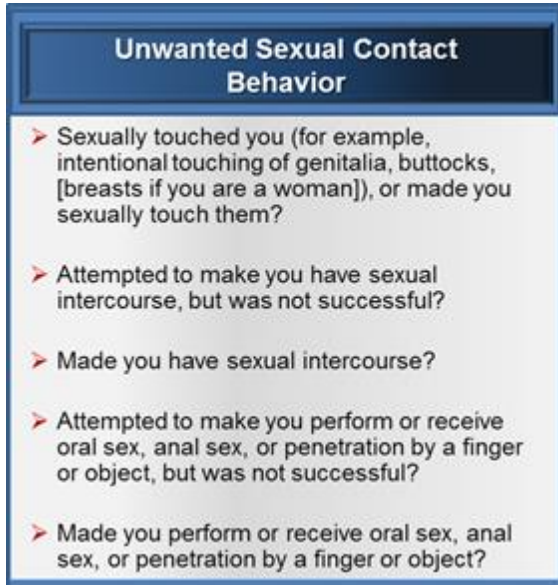 Unwanted Sexual Contact
Behavior
➢ Sexually touched you (for example,
intentional touching of genitalia, buttocks,
[breasts if you are a woman]), or made you
sexually touch them?
➢ Attempted to make you have sexual
intercourse, but was not successful?
➢ Made you have sexual intercourse?
➢ Attempted to make you perform or receive
oral sex, anal sex, or penetration by a finger
or object, but was not successful?
➢ Made you perform or receive oral sex, anal
sex, or penetration by a finger or object?